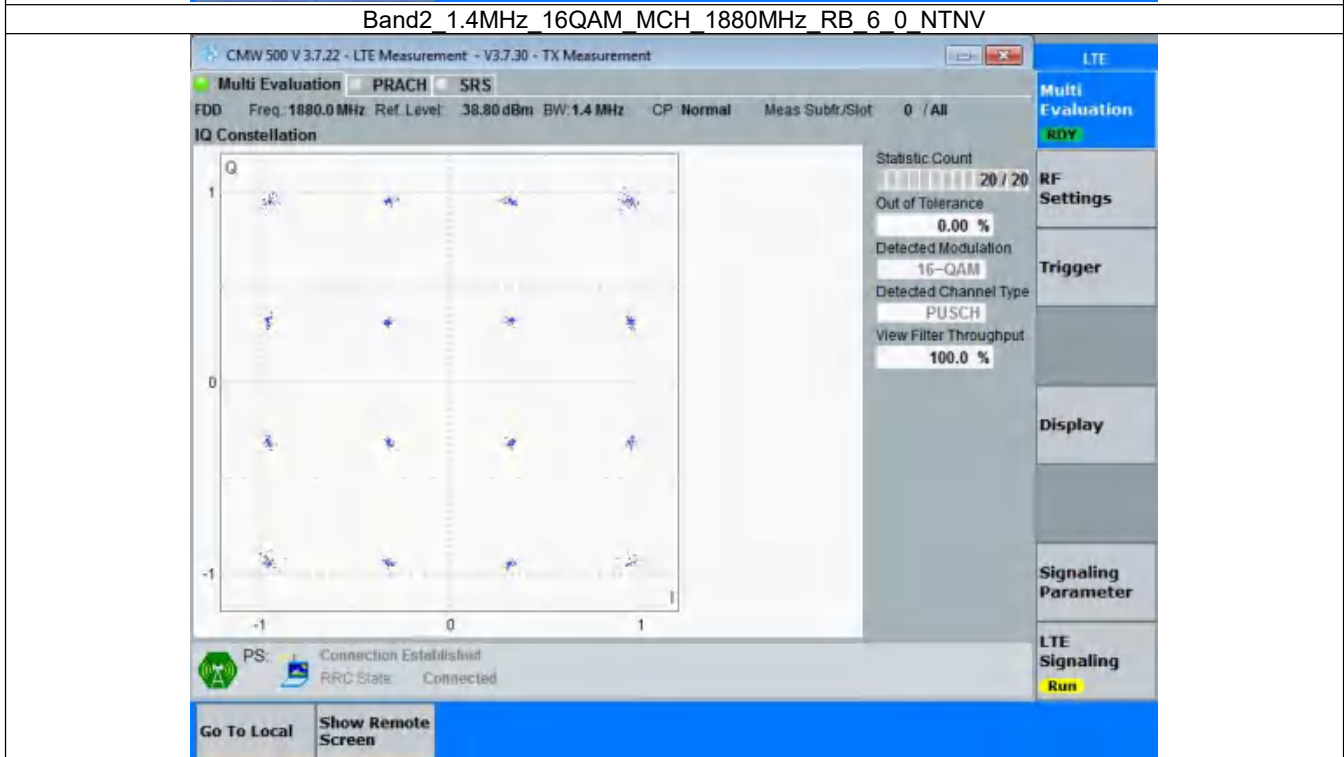 Band2_1.4MHz_16QAM_MCH_1880MHz_RB_6_0_NTNV
CMW 500 V 3.7.22 - LTE Measurement - V3.7.30 - TX Measurement
LTE
Multi Evaluation PRACH SRS
Multi Evaluation
RDY
FDD Freq.: 1880.0 MHz Ref. Level: 38.80 dBm BW: 1.4 MHz CP Normal Meas Subfr./Slot 0 / All
IQ Constellation
Q
1
0
-1
-1 0 1
I
Statistic Count
20 / 20
Out of Tolerance
0.00 %
Detected Modulation
16-QAM
Detected Channel Type
PUSCH
View Filter Throughput
100.0 %
RF Settings
Trigger
Display
Signaling Parameter
LTE Signaling
Run
PS: Connection Established
RRC State: Connected
Go To Local
Show Remote Screen